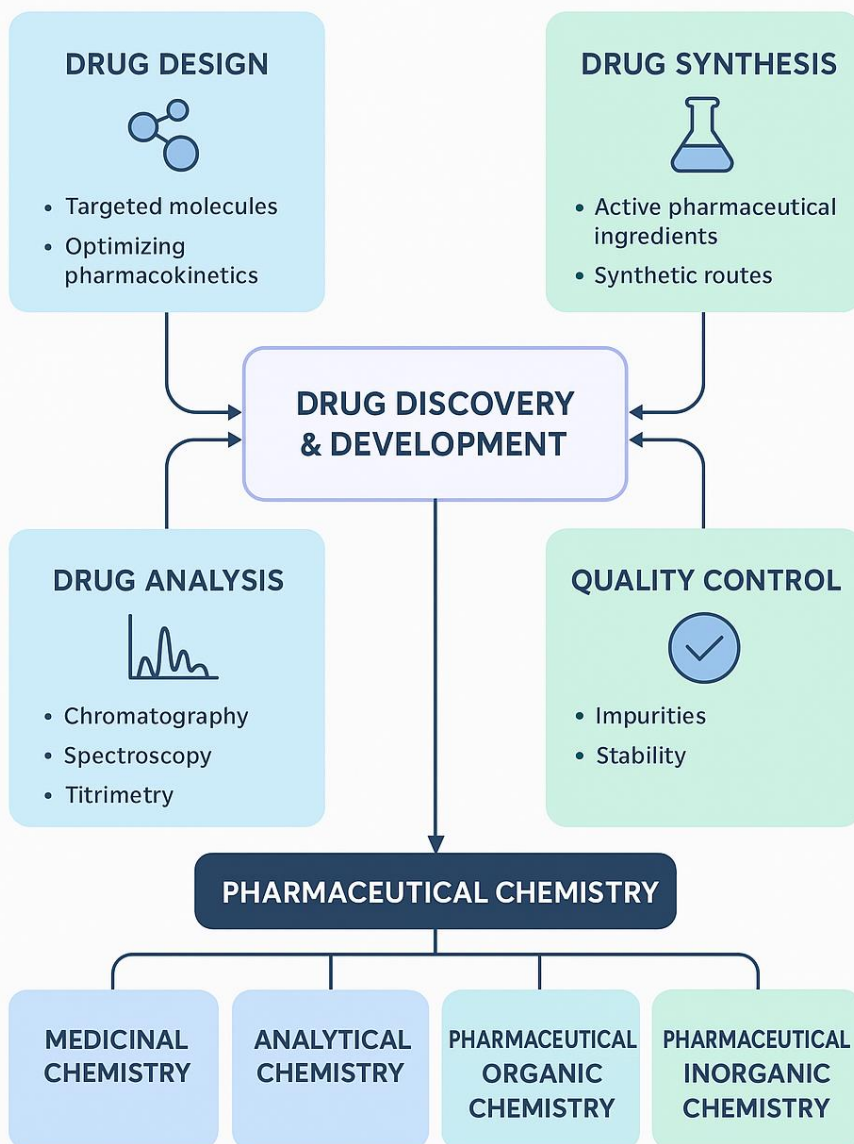 DRUG DESIGN
• Targeted molecules
• Optimizing
pharmacokinetics
DRUG SYNTHESIS
• Active pharmaceutical
ingredients
• Synthetic routes
DRUG DISCOVERY
& DEVELOPMENT
DRUG ANALYSIS
• Chromatography
• Spectroscopy
• Titrimetry
QUALITY CONTROL
• Impurities
• Stability
PHARMACEUTICAL CHEMISTRY
MEDICINAL
CHEMISTRY
ANALYTICAL
CHEMISTRY
PHARMACEUTICAL
ORGANIC
CHEMISTRY
PHARMACEUTICAL
INORGANIC
CHEMISTRY